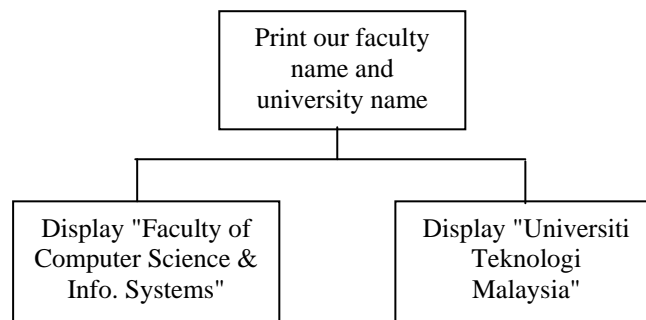 Print our faculty
name and
university name
Display "Faculty of
Computer Science &
Info. Systems"
Display "Universiti
Teknologi
Malaysia"